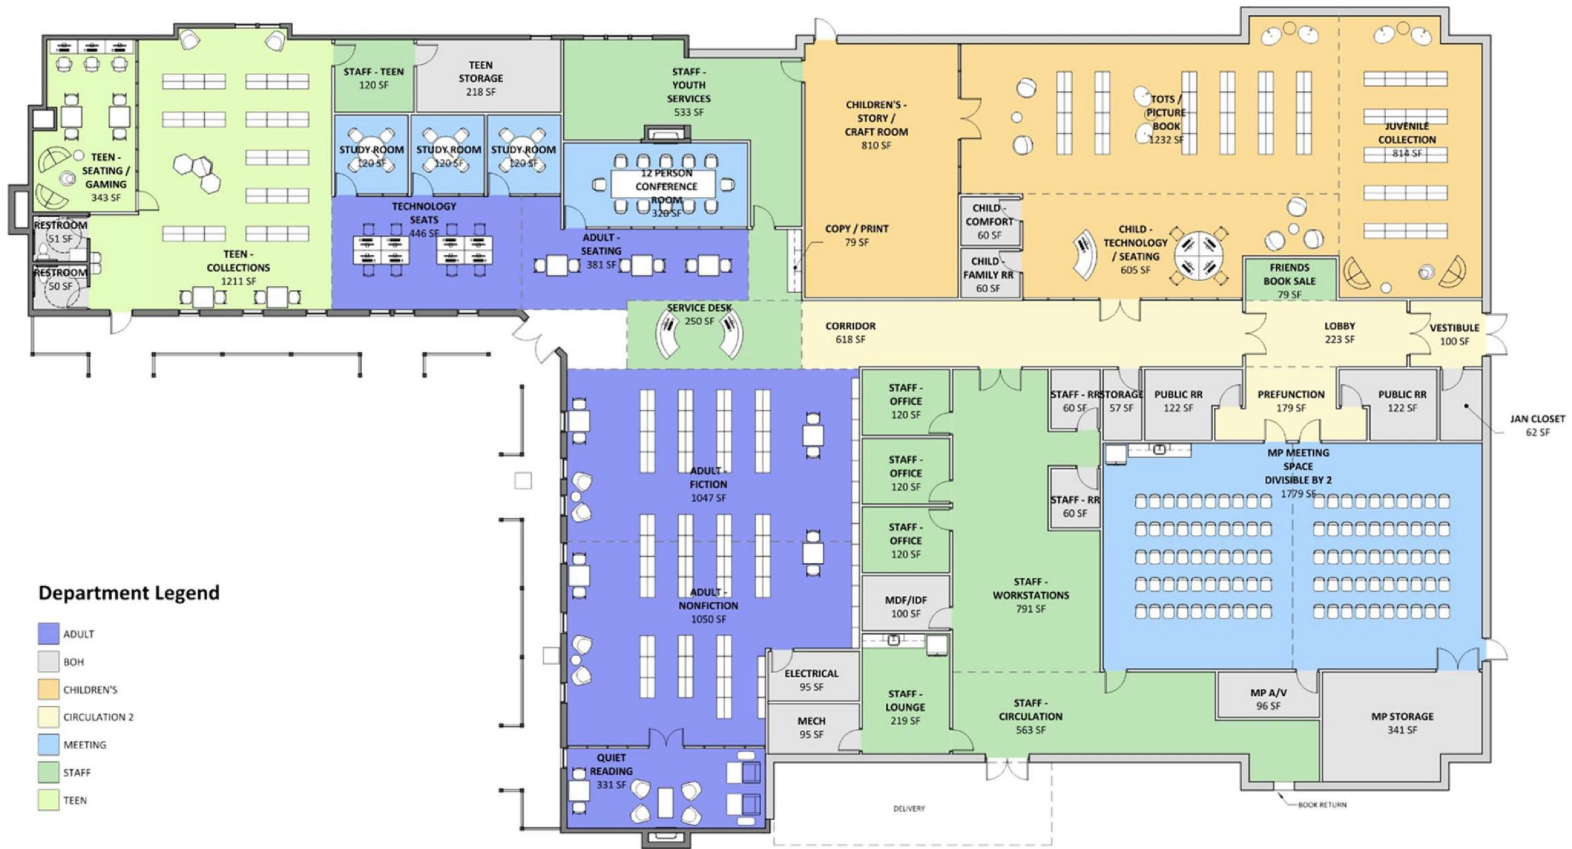 STAFF - TEEN
120 SF
TEEN
STORAGE
218 SF
STAFF -
YOUTH
SERVICES
533 SF
CHILDREN'S -
STORY /
CRAFT ROOM
810 SF
TOTS /
PICTURE
BOOK
1232 SF
JUVENILE
COLLECTION
814 SF
TEEN -
SEATING /
GAMING
343 SF
STUDY ROOM
120 SF
STUDY ROOM
120 SF
STUDY ROOM
120 SF
12 PERSON
CONFERENCE
ROOM
320 SF
RESTROOM
51 SF
RESTROOM
50 SF
TEEN -
COLLECTIONS
1211 SF
TECHNOLOGY
SEATS
446 SF
ADULT -
SEATING
381 SF
COPY / PRINT
79 SF
CHILD -
COMFORT
60 SF
CHILD -
FAMILY RR
60 SF
CHILD -
TECHNOLOGY
/ SEATING
605 SF
FRIENDS
BOOK SALE
79 SF
SERVICE DESK
250 SF
CORRIDOR
618 SF
LOBBY
223 SF
VESTIBULE
100 SF
STAFF -
OFFICE
120 SF
STAFF - RR
60 SF
STORAGE
57 SF
PUBLIC RR
122 SF
PREFUNCTION
179 SF
PUBLIC RR
122 SF
JAN CLOSET
62 SF
ADULT -
FICTION
1047 SF
STAFF -
OFFICE
120 SF
STAFF - RR
60 SF
MP MEETING
SPACE
DIVISIBLE BY 2
1779 SF
STAFF -
OFFICE
120 SF
ADULT -
NONFICTION
1050 SF
MDF/IDF
100 SF
STAFF -
WORKSTATIONS
791 SF
ELECTRICAL
95 SF
MECH
95 SF
STAFF -
LOUNGE
219 SF
STAFF -
CIRCULATION
563 SF
MP A/V
96 SF
MP STORAGE
341 SF
QUIET
READING
331 SF
DELIVERY
BOOK RETURN
Department Legend
ADULT
BOH
CHILDREN'S
CIRCULATION 2
MEETING
STAFF
TEEN